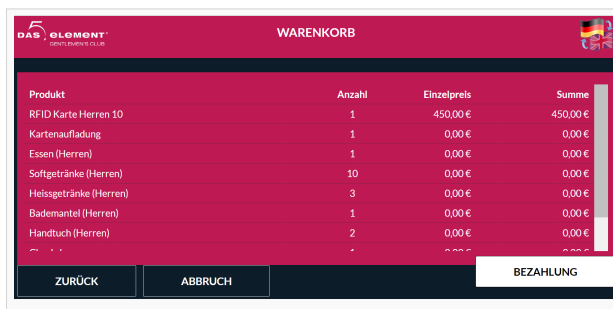 DAS 5. ELEMENT
GENTLEMEN'S CLUB
WARENKORB
Produkt Anzahl Einzelpreis Summe
RFID Karte Herren 10 1 450,00 € 450,00 €
Kartenaufladung 1 0,00 € 0,00 €
Essen (Herren) 1 0,00 € 0,00 €
Softgetränke (Herren) 10 0,00 € 0,00 €
Heissgetränke (Herren) 3 0,00 € 0,00 €
Bademantel (Herren) 1 0,00 € 0,00 €
Handtuch (Herren) 2 0,00 € 0,00 €
ZURÜCK ABBRUCH BEZAHLUNG